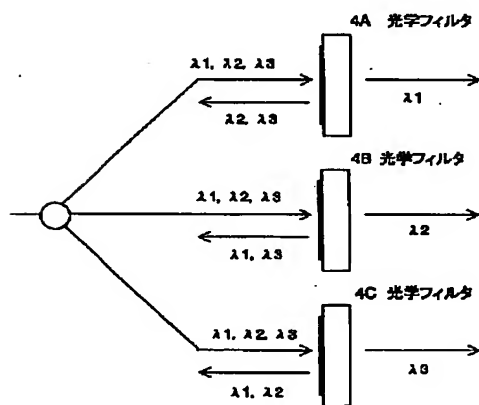 4A 光学フィルタ
λ1, λ2, λ3
λ1
λ2, λ3
4B 光学フィルタ
λ1, λ2, λ3
λ2
λ1, λ3
4C 光学フィルタ
λ1, λ2, λ3
λ3
λ1, λ2